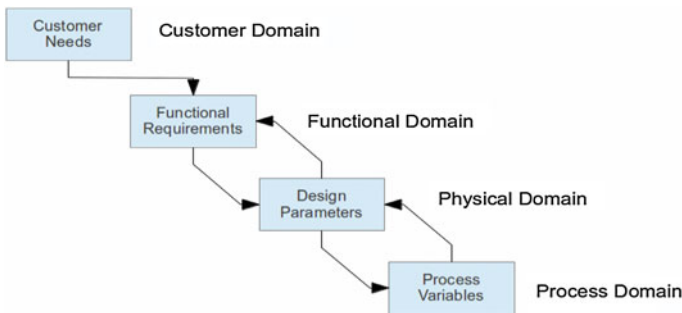 Customer
Needs
Customer Domain
Functional
Requirements
Functional Domain
Design
Parameters
Physical Domain
Process
Variables
Process Domain